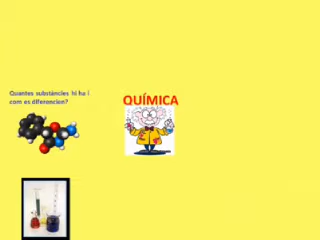 Quantes substàncies hi ha i
com es diferencien?
QUÍMICA